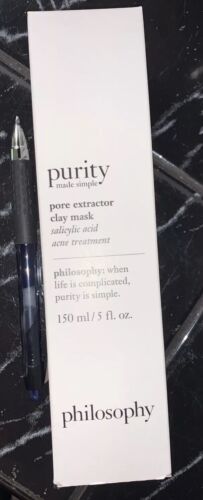 purity
made simple
pore extractor
clay mask
salicylic acid
acne treatment
philosophy: when
life is complicated,
purity is simple.
150 ml / 5 fl. oz.
philosophy